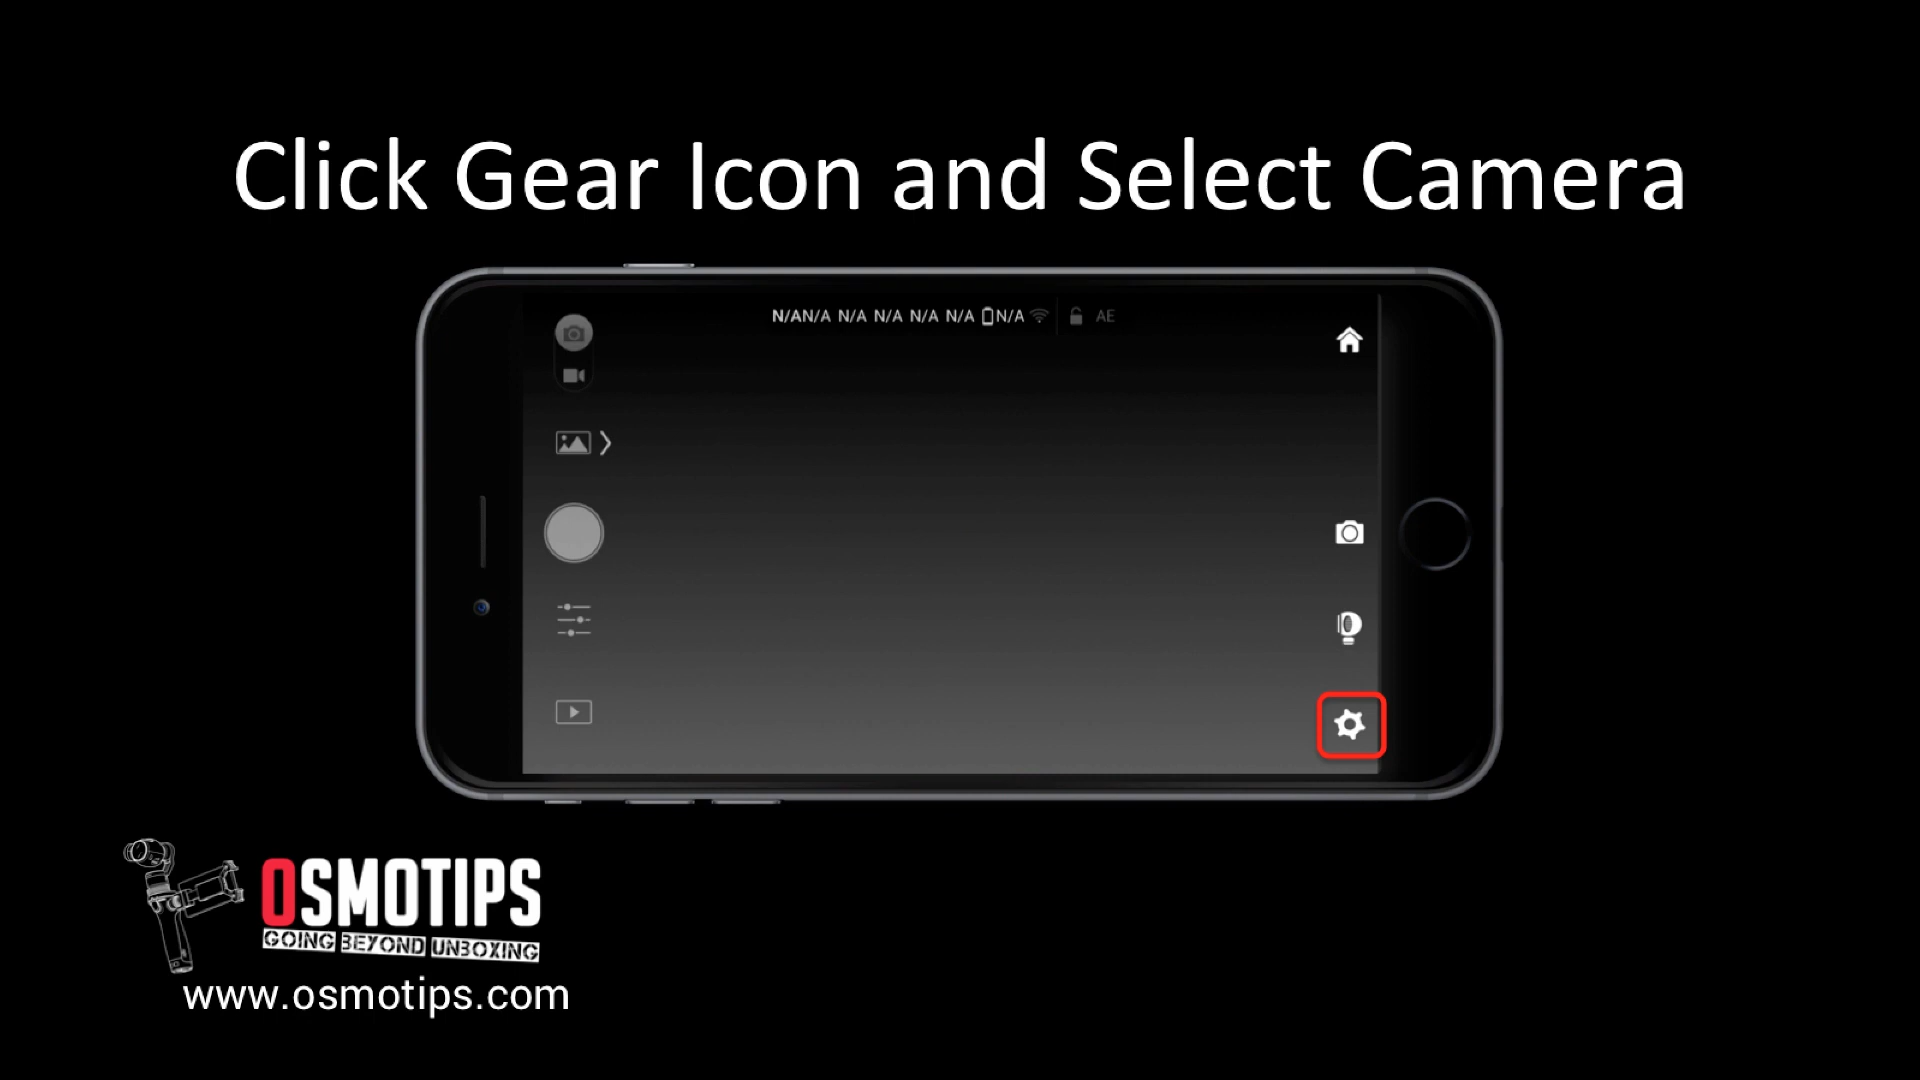 Click Gear Icon and Select Camera
N/AN/A N/A N/A N/A N/A N/A AE
OSMOTIPS
GOING BEYOND UNBOXING
www.osmotips.com